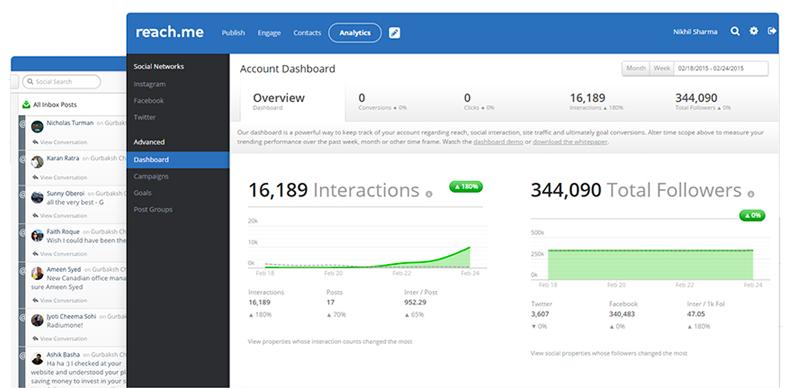 reach.me
Publish Engage Contacts Analytics
Nikhil Sharma
Social Networks
Instagram
Facebook
Twitter
Advanced
Dashboard
Campaigns
Goals
Post Groups
Account Dashboard
Month Week 02/18/2015 - 02/24/2015
Overview
Dashboard
0
Conversions ♦ 0%
0
Clicks ♦ 0%
16,189
Interactions ▲ 180%
344,090
Total Followers ▲ 0%
Our dashboard is a powerful way to keep track of your account regarding reach, social interaction, site traffic and ultimately goal conversions. Alter time scope above to measure your
trending performance over the past week, month or other time frame. Watch the dashboard demo or download the whitepaper.
16,189 Interactions
▲ 180%
20k
10k
0k
Feb 18 Feb 20 Feb 22 Feb 24
Interactions Posts Inter / Post
16,189 17 952.29
▲ 180% ▲ 70% ▲ 65%
View properties whose interaction counts changed the most
344,090 Total Followers
▲ 0%
500k
250k
0k
Feb 18 Feb 20 Feb 22 Feb 24
Twitter Facebook Inter / 1k Fol
3,607 340,483 47.05
▼ 0% ▲ 0% ▲ 180%
View social properties whose followers changed the most
Social Search
All Inbox Posts
@ Nicholas Turman on Gurbaksh Ch
View Conversation
@ Karan Ratra on Gurbaksh Ch
View Conversation
@ Sunny Oberoi on Gurbaksh Ch
all the very best - G
View Conversation
@ Faith Roque on Gurbaksh Ch
Wish I could have been the
View Conversation
@ Ameen Syed on Gurbaksh Ch
New Canadian office mana
sure Ameen Syed
View Conversation
@ Jyoti Cheema Sohi on Gurb
Radiumone!
View Conversation
@ Ashik Basha on Gurbaksh Ch
Ha ha :) I checked at your
website and understood your pl
saving money to invest in your s